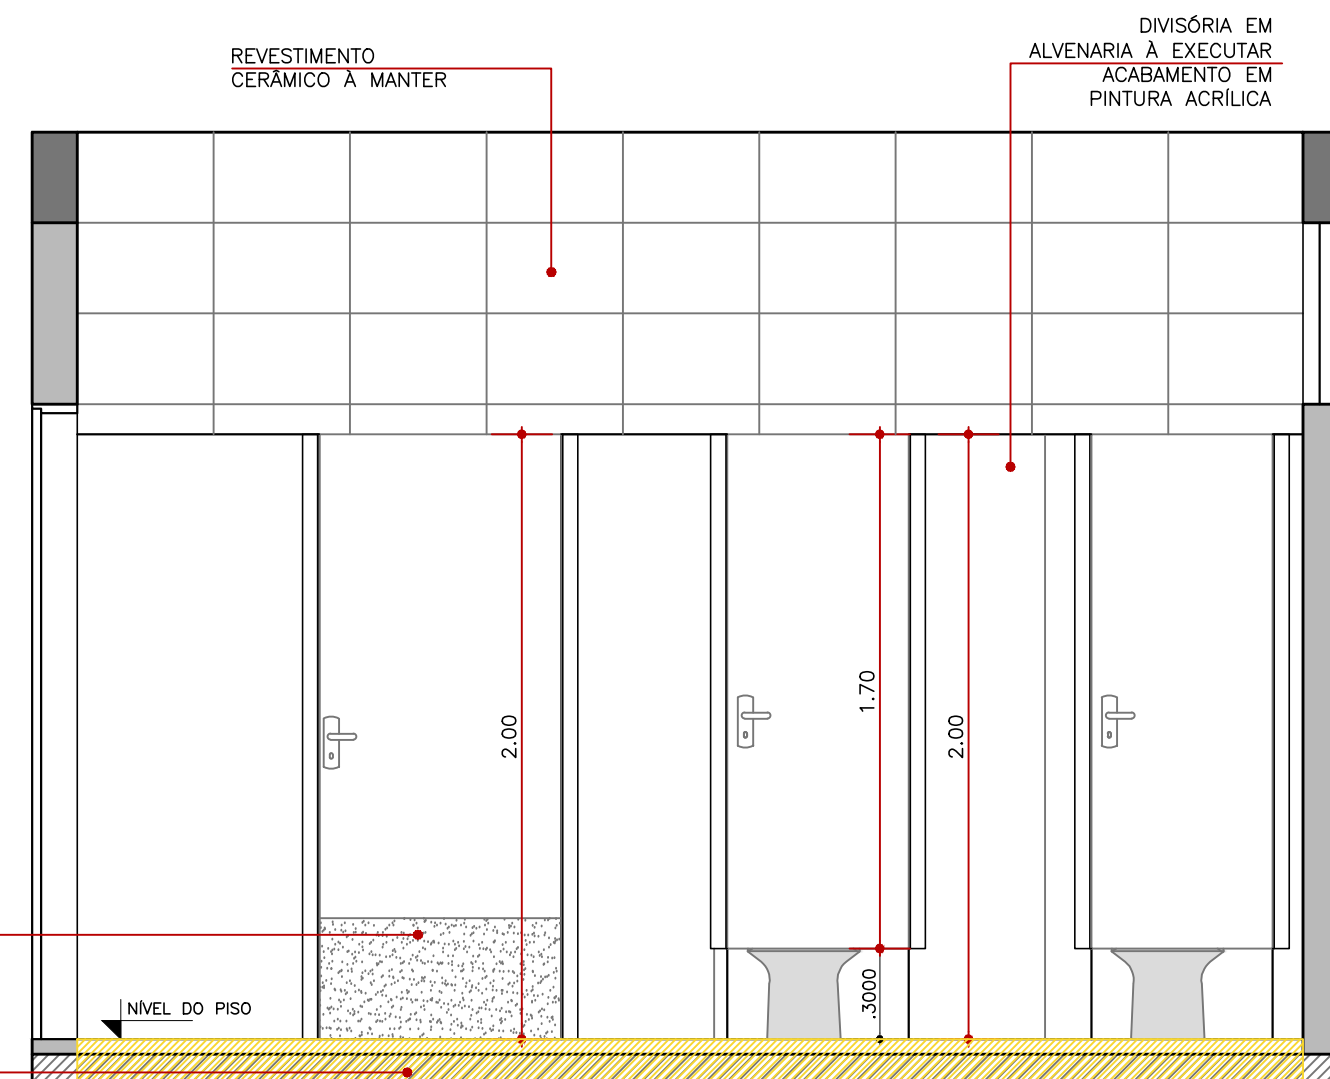 REVESTIMENTO
CERÂMICO À MANTER
DIVISÓRIA EM
ALVENARIA À EXECUTAR
ACABAMENTO EM
PINTURA ACRÍLICA
2.00
1.70
2.00
.3000
NÍVEL DO PISO